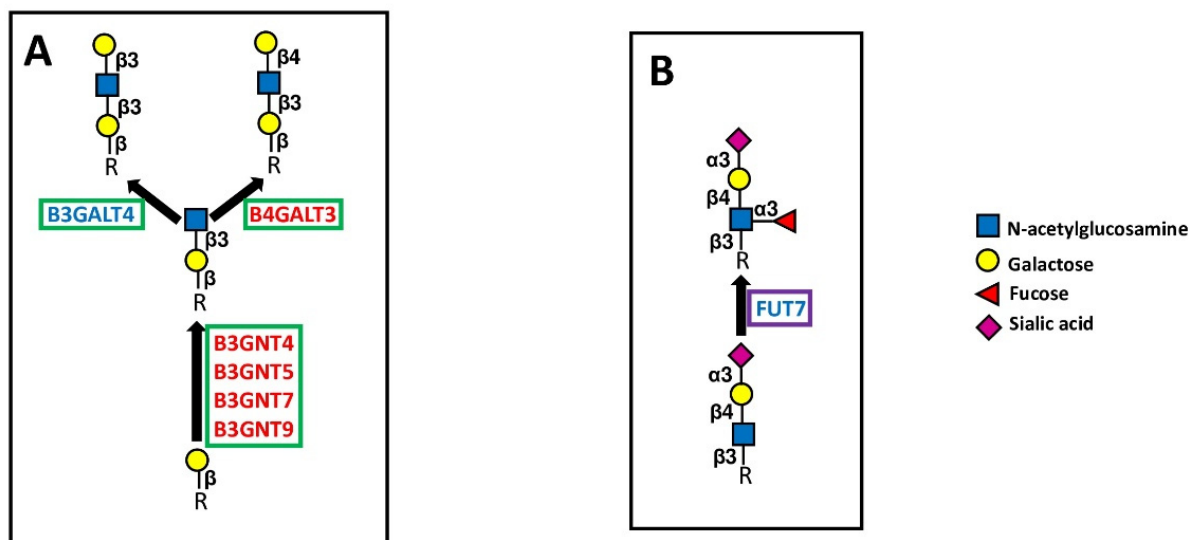 A
β3
β3
β
R
β4
β3
β
R
B3GALT4
B4GALT3
β3
β
R
B3GNT4
B3GNT5
B3GNT7
B3GNT9
β
R
B
α3
β4
α3
β3
R
FUT7
α3
β4
β3
R
N-acetylglucosamine
Galactose
Fucose
Sialic acid